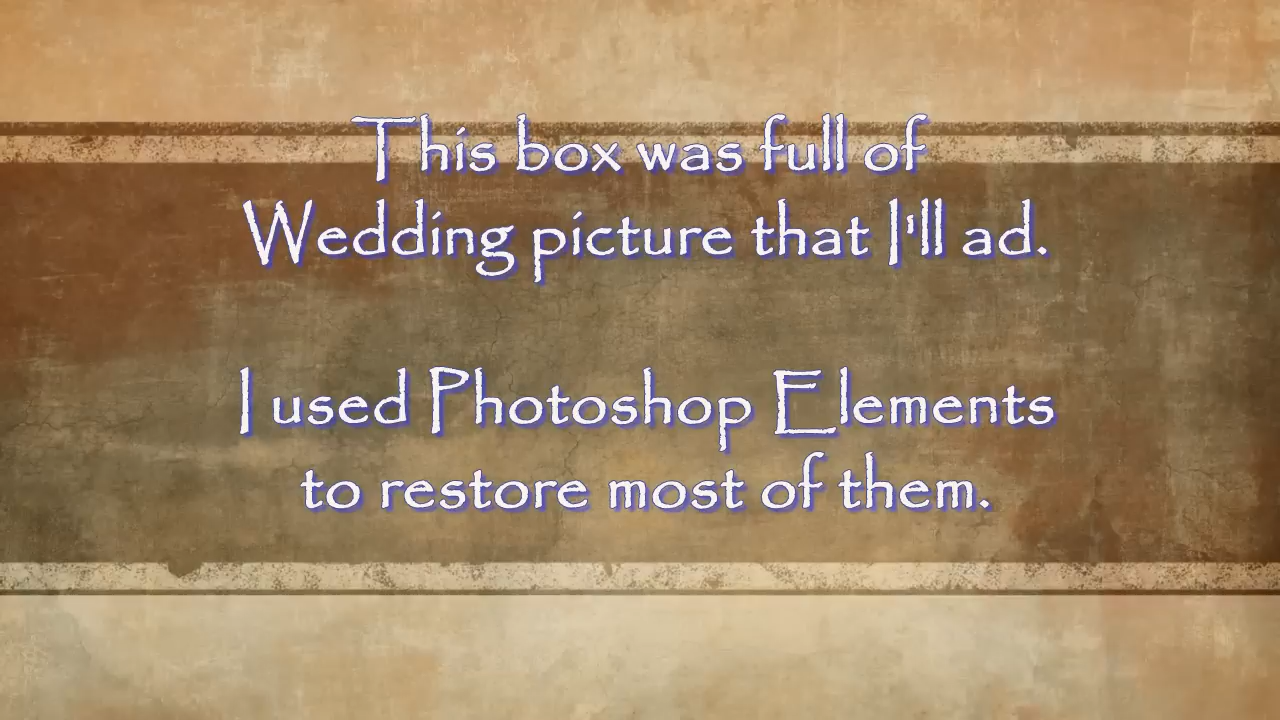 This box was full of
Wedding picture that I'll ad.
I used Photoshop Elements
to restore most of them.